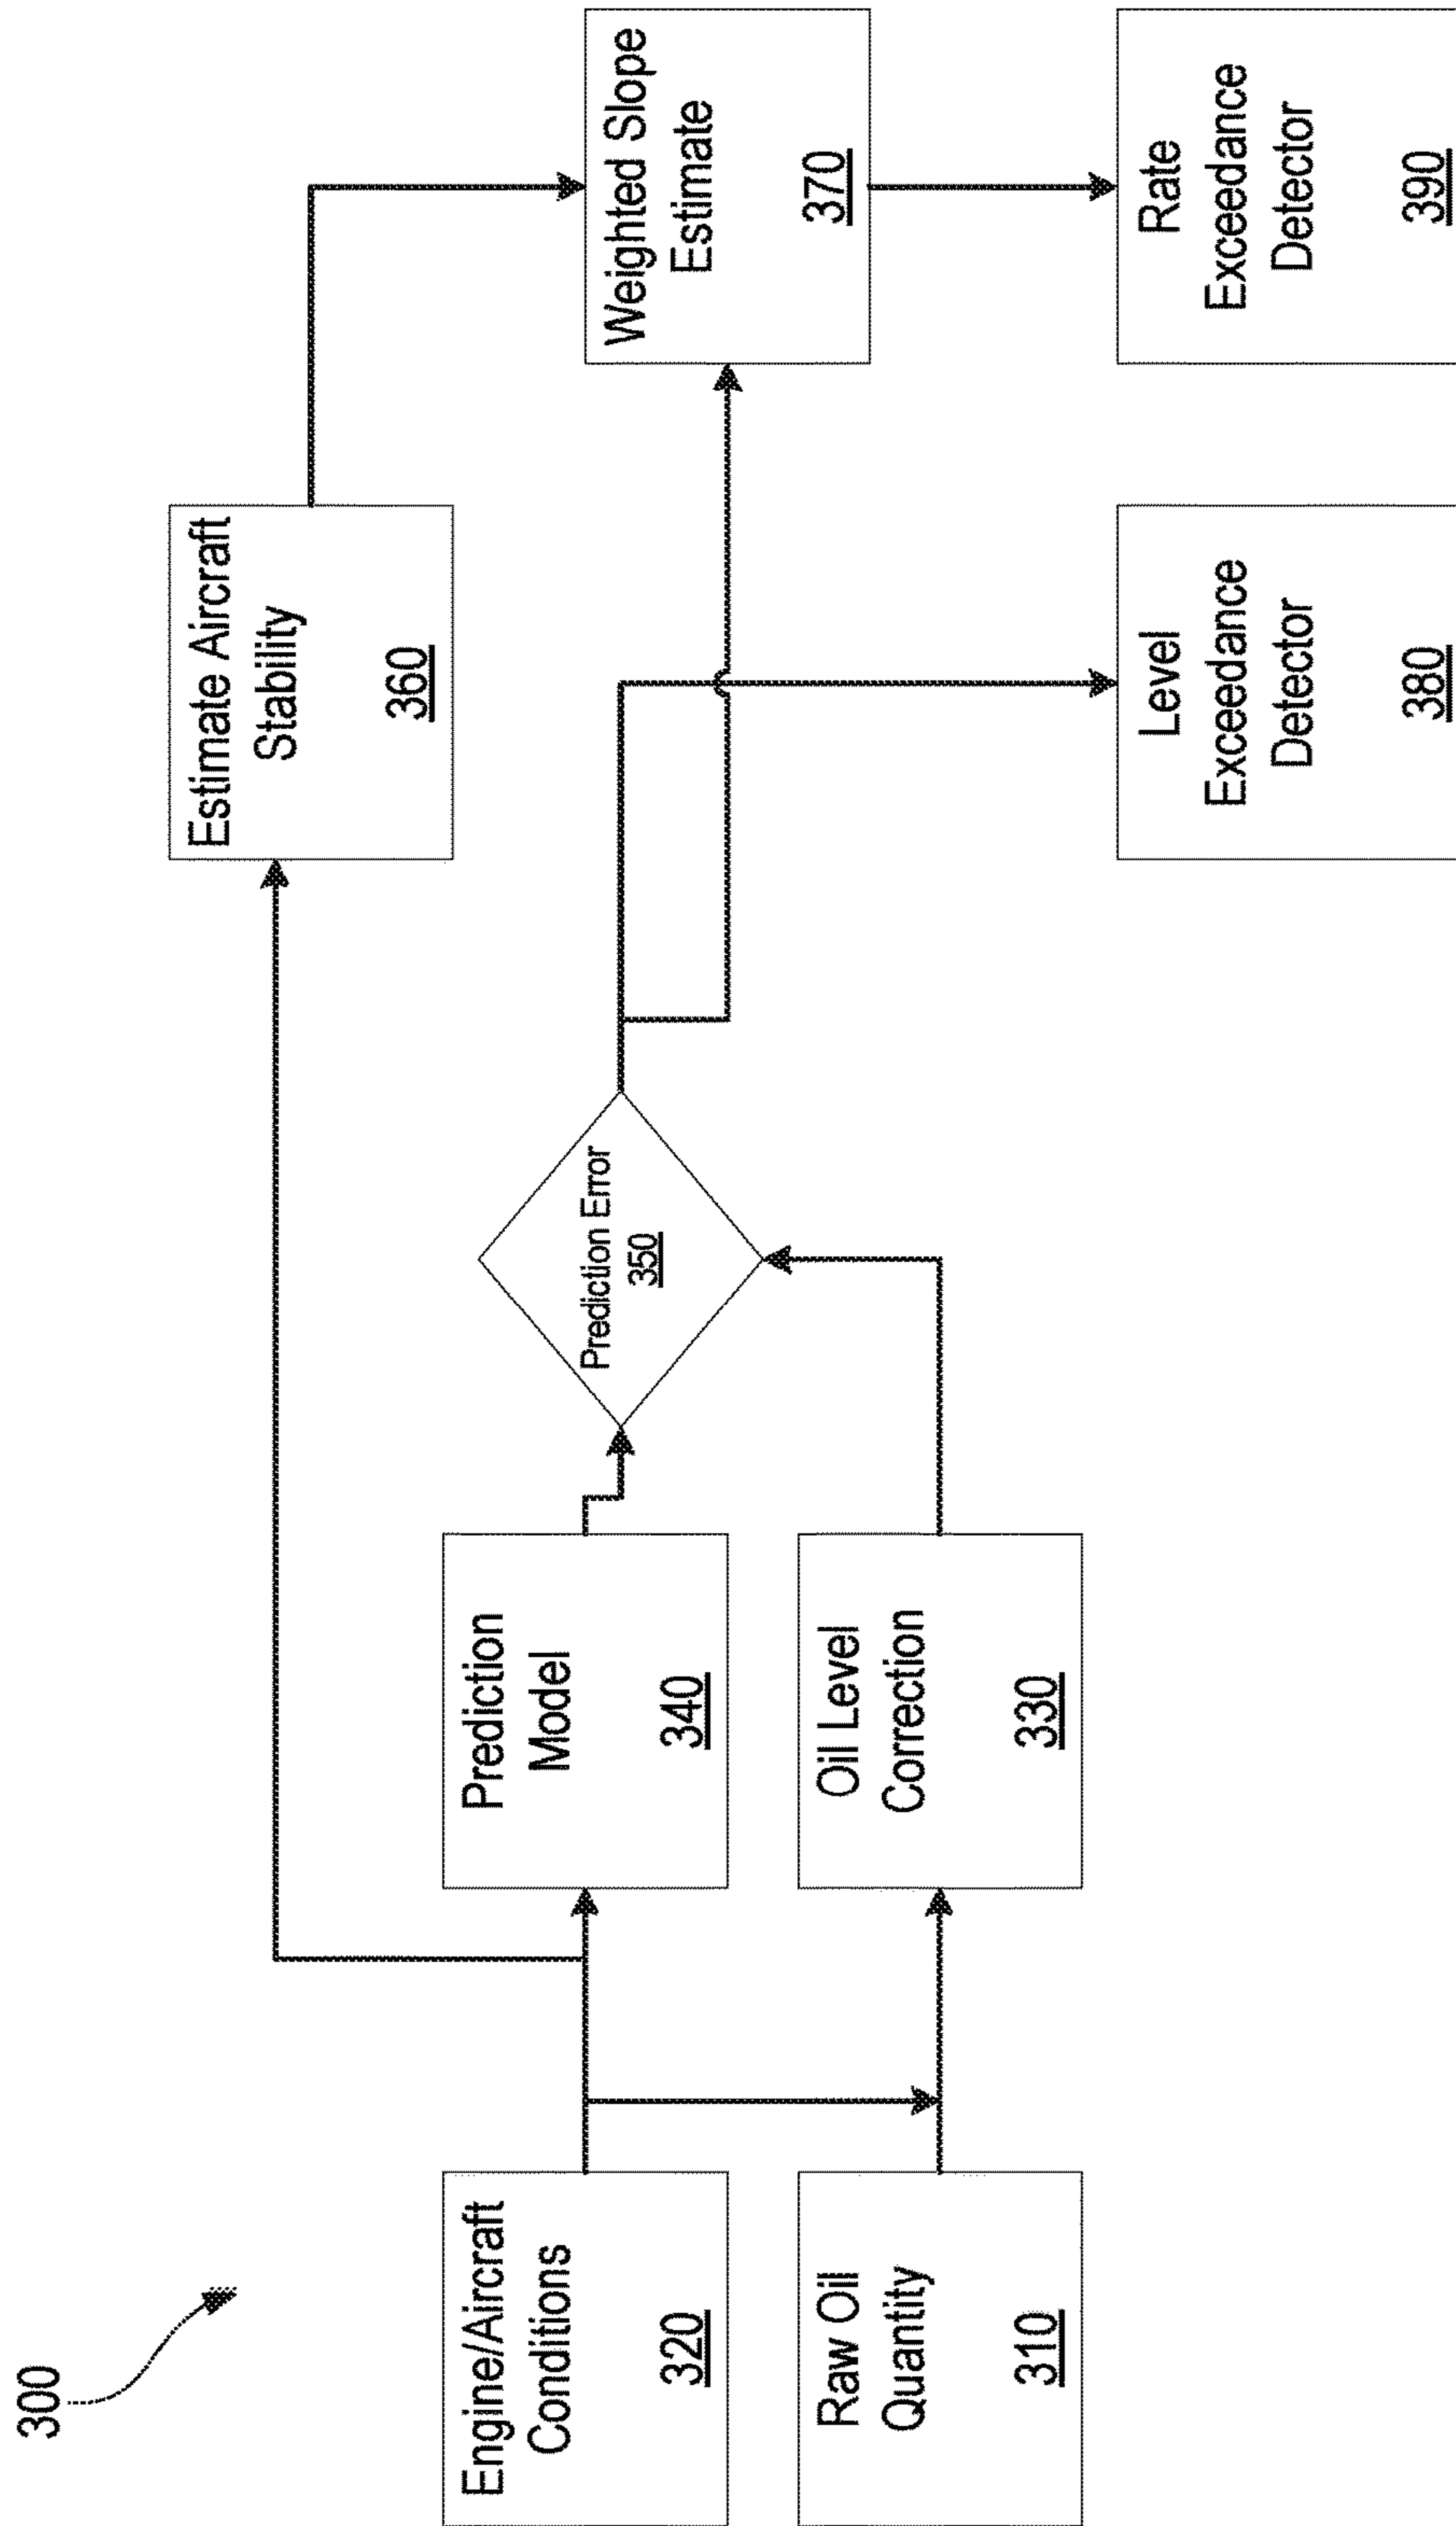 300
Estimate Aircraft
Stability
360
Engine/Aircraft
Conditions
320
Prediction
Model
340
Prediction Error
350
Weighted Slope
Estimate
370
Raw Oil
Quantity
310
Oil Level
Correction
330
Level
Exceedance
Detector
380
Rate
Exceedance
Detector
390